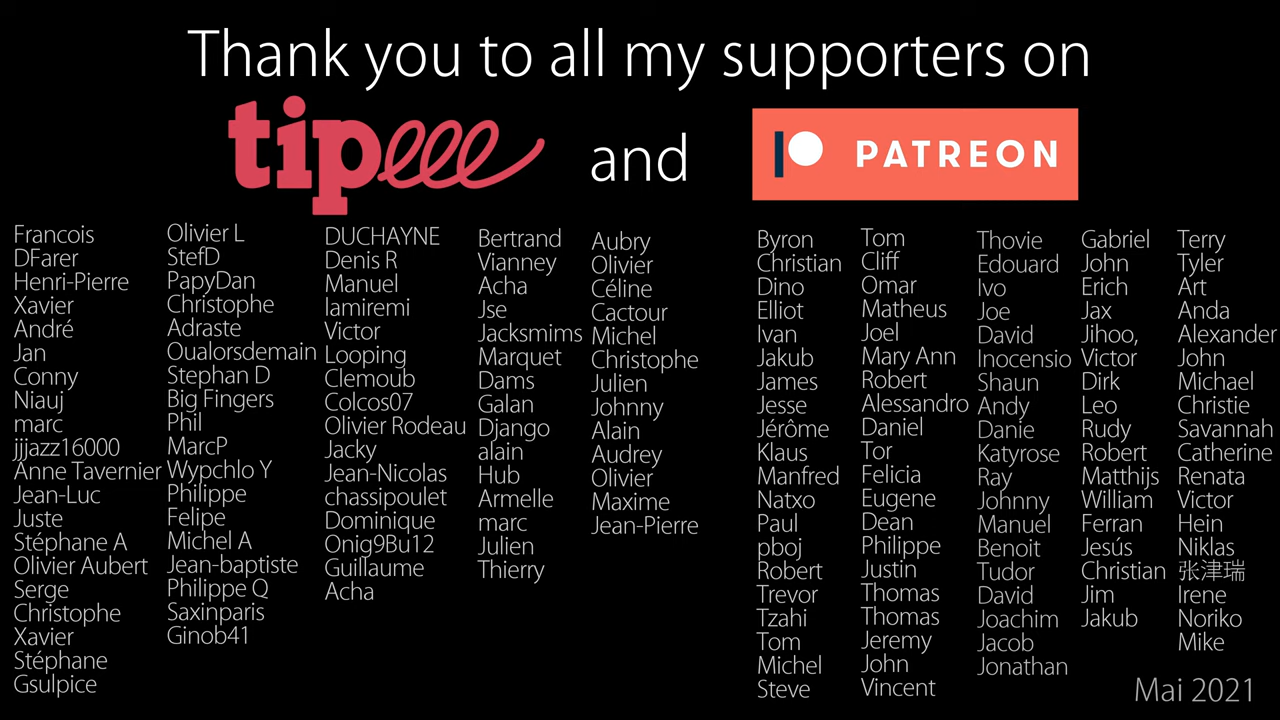 Thank you to all my supporters on
tipeee and PATREON
Francois
DFarer
Henri-Pierre
Xavier
André
Jan
Conny
Niauj
marc
jjjazz16000
Anne Tavernier
Jean-Luc
Juste
Stéphane A
Olivier Aubert
Serge
Christophe
Xavier
Stéphane
Gsulpice
Olivier L
StefD
PapyDan
Christophe
Adraste
Oualorsdemain
Stephan D
Big Fingers
Phil
MarcP
Wypchlo Y
Philippe
Felipe
Michel A
Jean-baptiste
Philippe Q
Saxinparis
Ginob41
DUCHAYNE
Denis R
Manuel
lamiremi
Victor
Looping
Clemoub
Colcos07
Olivier Rodeau
Jacky
Jean-Nicolas
chassipoulet
Dominique
Onig9Bu12
Guillaume
Acha
Bertrand
Vianney
Acha
Jse
Jacksmims
Marquet
Dams
Galan
Django
alain
Hub
Armelle
marc
Julien
Thierry
Aubry
Olivier
Céline
Cactour
Michel
Christophe
Julien
Johnny
Alain
Audrey
Olivier
Maxime
Jean-Pierre
Byron
Christian
Dino
Elliot
Ivan
Jakub
James
Jesse
Jérôme
Klaus
Manfred
Natxo
Paul
pboj
Robert
Trevor
Tzahi
Tom
Michel
Steve
Tom
Cliff
Omar
Matheus
Joel
Mary Ann
Robert
Alessandro
Daniel
Tor
Felicia
Eugene
Dean
Philippe
Justin
Thomas
Thomas
Jeremy
John
Vincent
Thovie
Edouard
Ivo
Joe
David
Inocensio
Shaun
Andy
Danie
Katyrose
Ray
Johnny
Manuel
Benoit
Tudor
David
Joachim
Jacob
Jonathan
Gabriel
John
Erich
Jax
Jihoo,
Victor
Dirk
Leo
Rudy
Robert
Matthijs
William
Ferran
Jesús
Christian
Jim
Jakub
Terry
Tyler
Art
Anda
Alexander
John
Michael
Christie
Savannah
Catherine
Renata
Victor
Hein
Niklas
张津瑞
Irene
Noriko
Mike
Mai 2021